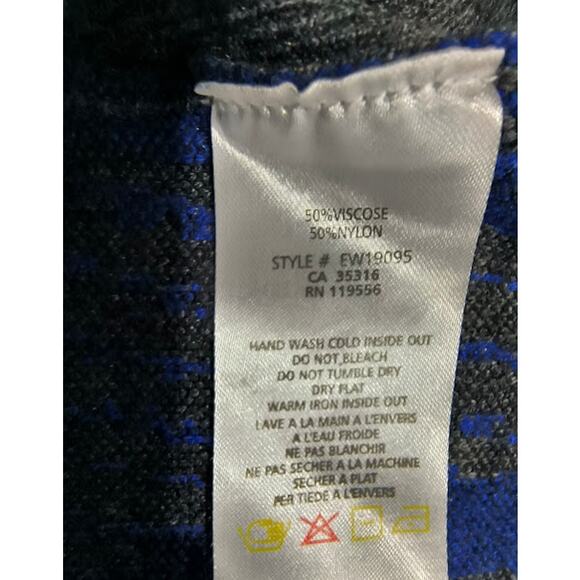 50%VISCOSE
50%NYLON
STYLE # EW19095
CA 35316
RN 119556
HAND WASH COLD INSIDE OUT
DO NOT BLEACH
DO NOT TUMBLE DRY
DRY FLAT
WARM IRON INSIDE OUT
LAVE A LA MAIN A L'ENVERS
A L'EAU FROIDE
NE PAS BLANCHIR
NE PAS SECHER A LA MACHINE
SECHER A PLAT
PER TIEDE A L'ENVERS